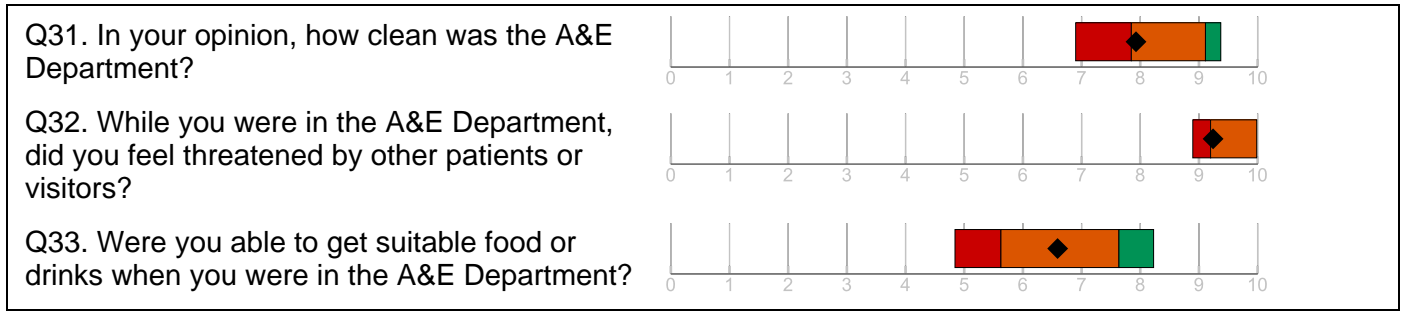 Q31. In your opinion, how clean was the A&E
Department?
0 1 2 3 4 5 6 7 8 9 10
Q32. While you were in the A&E Department,
did you feel threatened by other patients or
visitors?
0 1 2 3 4 5 6 7 8 9 10
Q33. Were you able to get suitable food or
drinks when you were in the A&E Department?
0 1 2 3 4 5 6 7 8 9 10